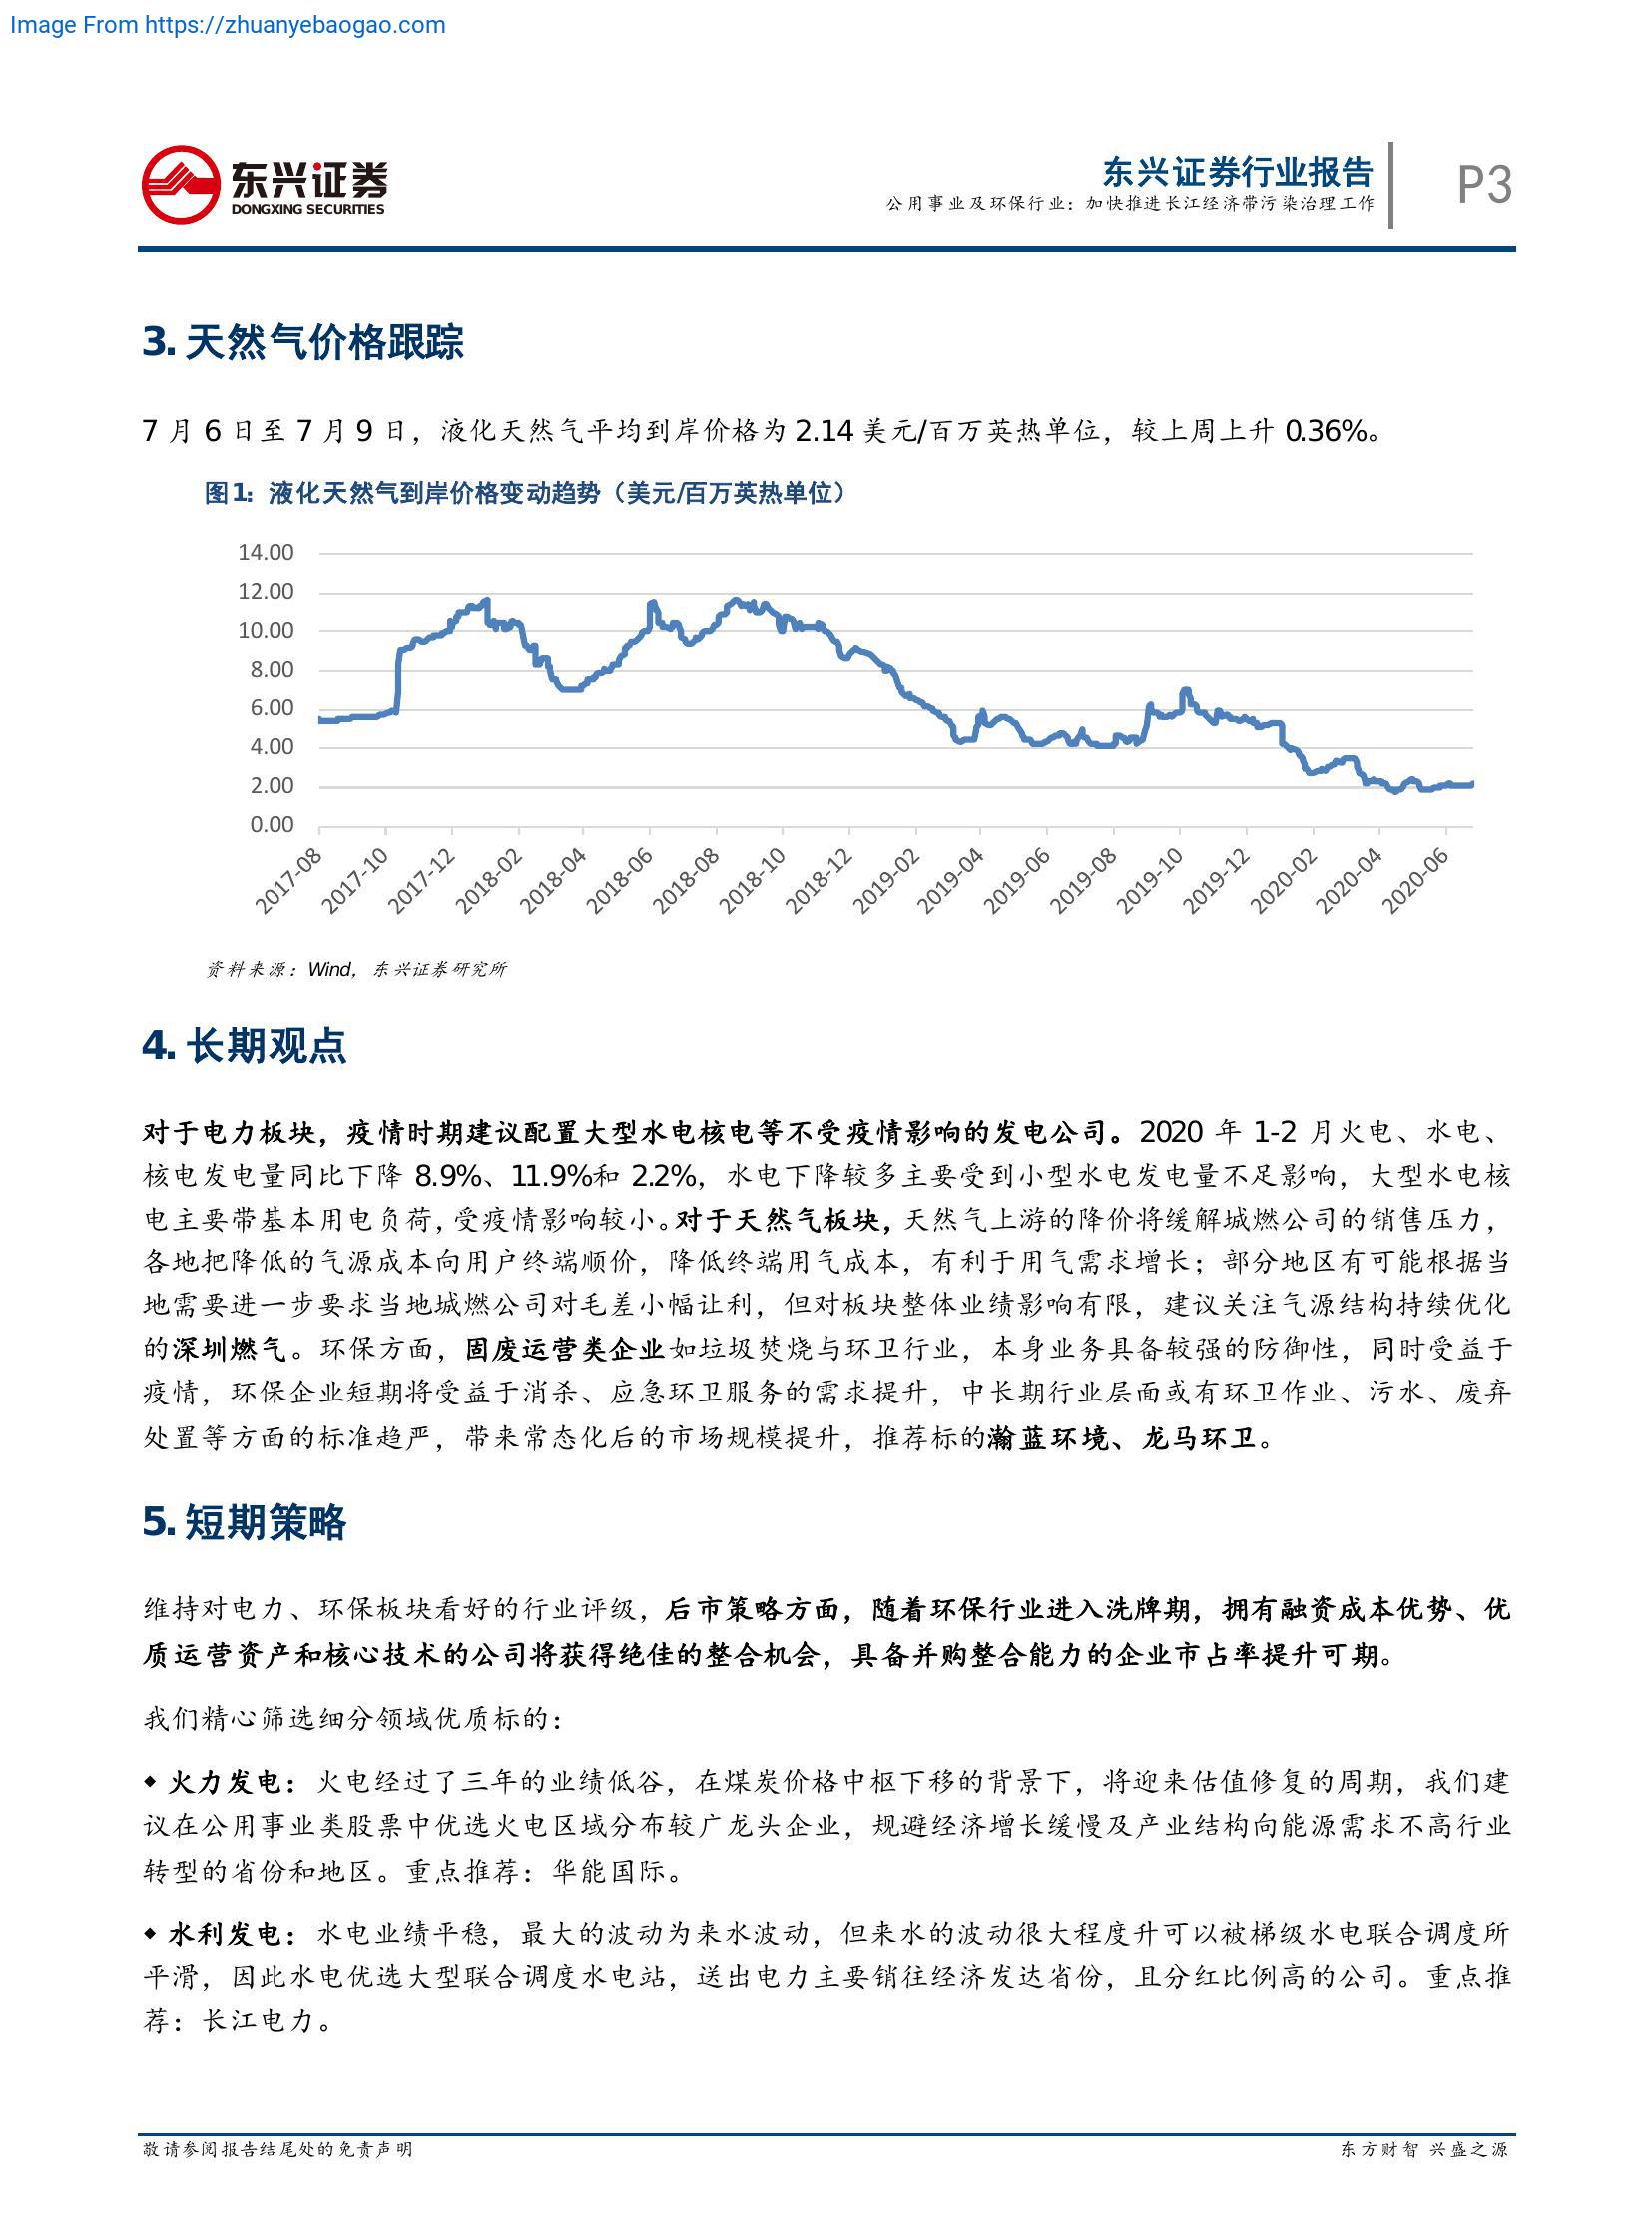 Image From https://zhuanyebaogao.com
东兴证券
DONGXING SECURITIES
东兴证券行业报告
公用事业及环保行业：加快推进长江经济带污染治理工作
P3
3. 天然气价格跟踪
7 月 6 日至 7 月 9 日，液化天然气平均到岸价格为 2.14 美元/百万英热单位，较上周上升 0.36%。
图1：液化天然气到岸价格变动趋势（美元/百万英热单位）
14.00
12.00
10.00
8.00
6.00
4.00
2.00
0.00
2017-08
2017-10
2017-12
2018-02
2018-04
2018-06
2018-08
2018-10
2018-12
2019-02
2019-04
2019-06
2019-08
2019-10
2019-12
2020-02
2020-04
2020-06
资料来源：Wind，东兴证券研究所
4. 长期观点
对于电力板块，疫情时期建议配置大型水电核电等不受疫情影响的发电公司。2020 年 1-2 月火电、水电、
核电发电量同比下降 8.9%、11.9%和 2.2%，水电下降较多主要受到小型水电发电量不足影响，大型水电核
电主要带基本用电负荷，受疫情影响较小。对于天然气板块，天然气上游的降价将缓解城燃公司的销售压力，
各地把降低的气源成本向用户终端顺价，降低终端用气成本，有利于用气需求增长；部分地区有可能根据当
地需要进一步要求当地城燃公司对毛差小幅让利，但对板块整体业绩影响有限，建议关注气源结构持续优化
的深圳燃气。环保方面，固废运营类企业如垃圾焚烧与环卫行业，本身业务具备较强的防御性，同时受益于
疫情，环保企业短期将受益于消杀、应急环卫服务的需求提升，中长期行业层面或有环卫作业、污水、废弃
处置等方面的标准趋严，带来常态化后的市场规模提升，推荐标的瀚蓝环境、龙马环卫。
5. 短期策略
维持对电力、环保板块看好的行业评级，后市策略方面，随着环保行业进入洗牌期，拥有融资成本优势、优
质运营资产和核心技术的公司将获得绝佳的整合机会，具备并购整合能力的企业市占率提升可期。
我们精心筛选细分领域优质标的：
◆ 火力发电：火电经过了三年的业绩低谷，在煤炭价格中枢下移的背景下，将迎来估值修复的周期，我们建
议在公用事业类股票中优选火电区域分布较广龙头企业，规避经济增长缓慢及产业结构向能源需求不高行业
转型的省份和地区。重点推荐：华能国际。
◆ 水利发电：水电业绩平稳，最大的波动为来水波动，但来水的波动很大程度升可以被梯级水电联合调度所
平滑，因此水电优选大型联合调度水电站，送出电力主要销往经济发达省份，且分红比例高的公司。重点推
荐：长江电力。
敬请参阅报告结尾处的免责声明
东方财智 兴盛之源